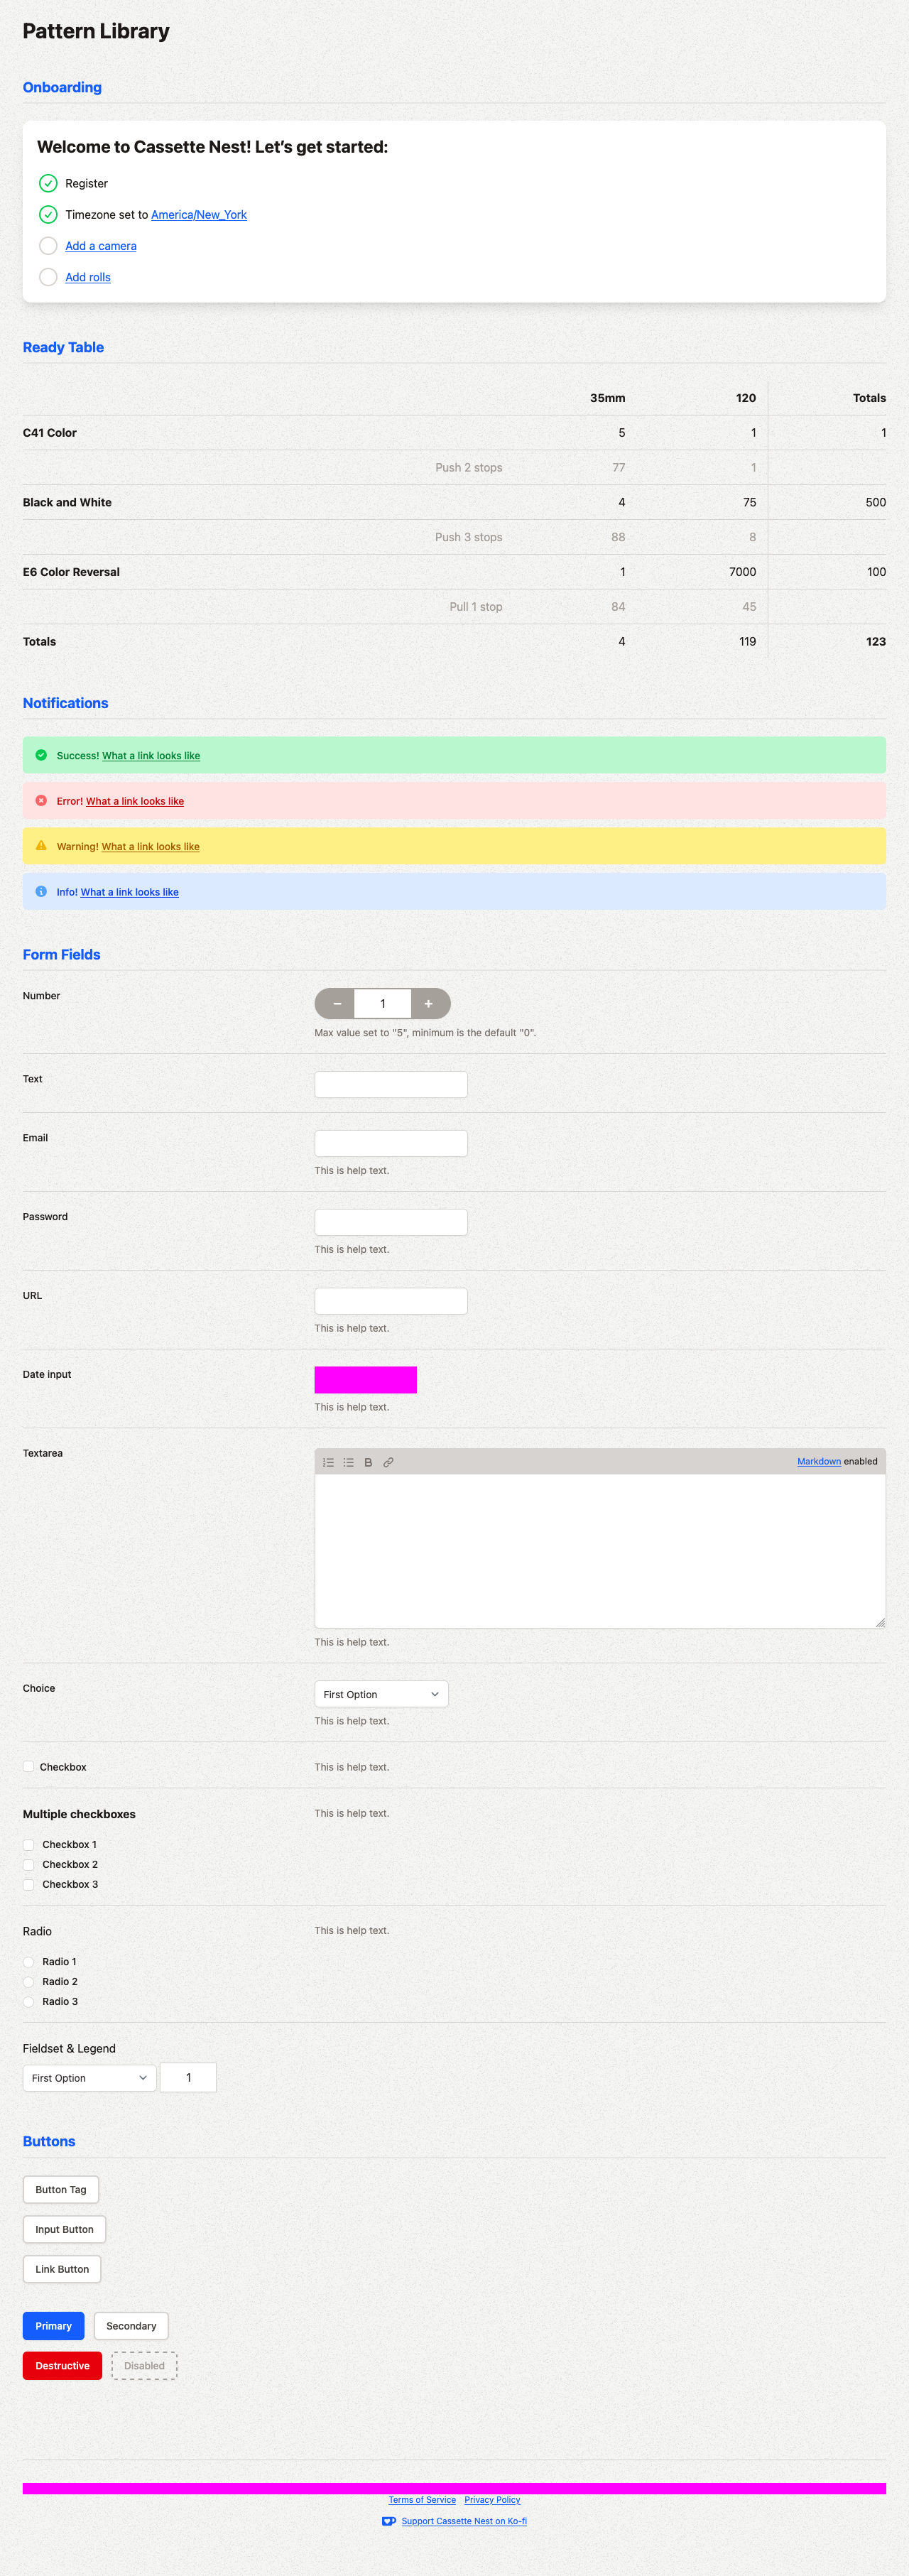 Pattern Library
Onboarding
Welcome to Cassette Nest! Let’s get started:
Register
Timezone set to America/New_York
Add a camera
Add rolls
Ready Table
35mm 120 Totals
C41 Color 5 1 1
Push 2 stops 77 1
Black and White 4 75 500
Push 3 stops 88 8
E6 Color Reversal 1 7000 100
Pull 1 stop 84 45
Totals 4 119 123
Notifications
Success! What a link looks like
Error! What a link looks like
Warning! What a link looks like
Info! What a link looks like
Form Fields
Number
1
Max value set to "5", minimum is the default "0".
Text
Email
This is help text.
Password
This is help text.
URL
This is help text.
Date input
This is help text.
Textarea
B Markdown enabled
This is help text.
Choice
First Option
This is help text.
Checkbox This is help text.
Multiple checkboxes This is help text.
Checkbox 1
Checkbox 2
Checkbox 3
Radio This is help text.
Radio 1
Radio 2
Radio 3
Fieldset & Legend
First Option 1
Buttons
Button Tag
Input Button
Link Button
Primary Secondary
Destructive Disabled
Terms of Service Privacy Policy
Support Cassette Nest on Ko-fi